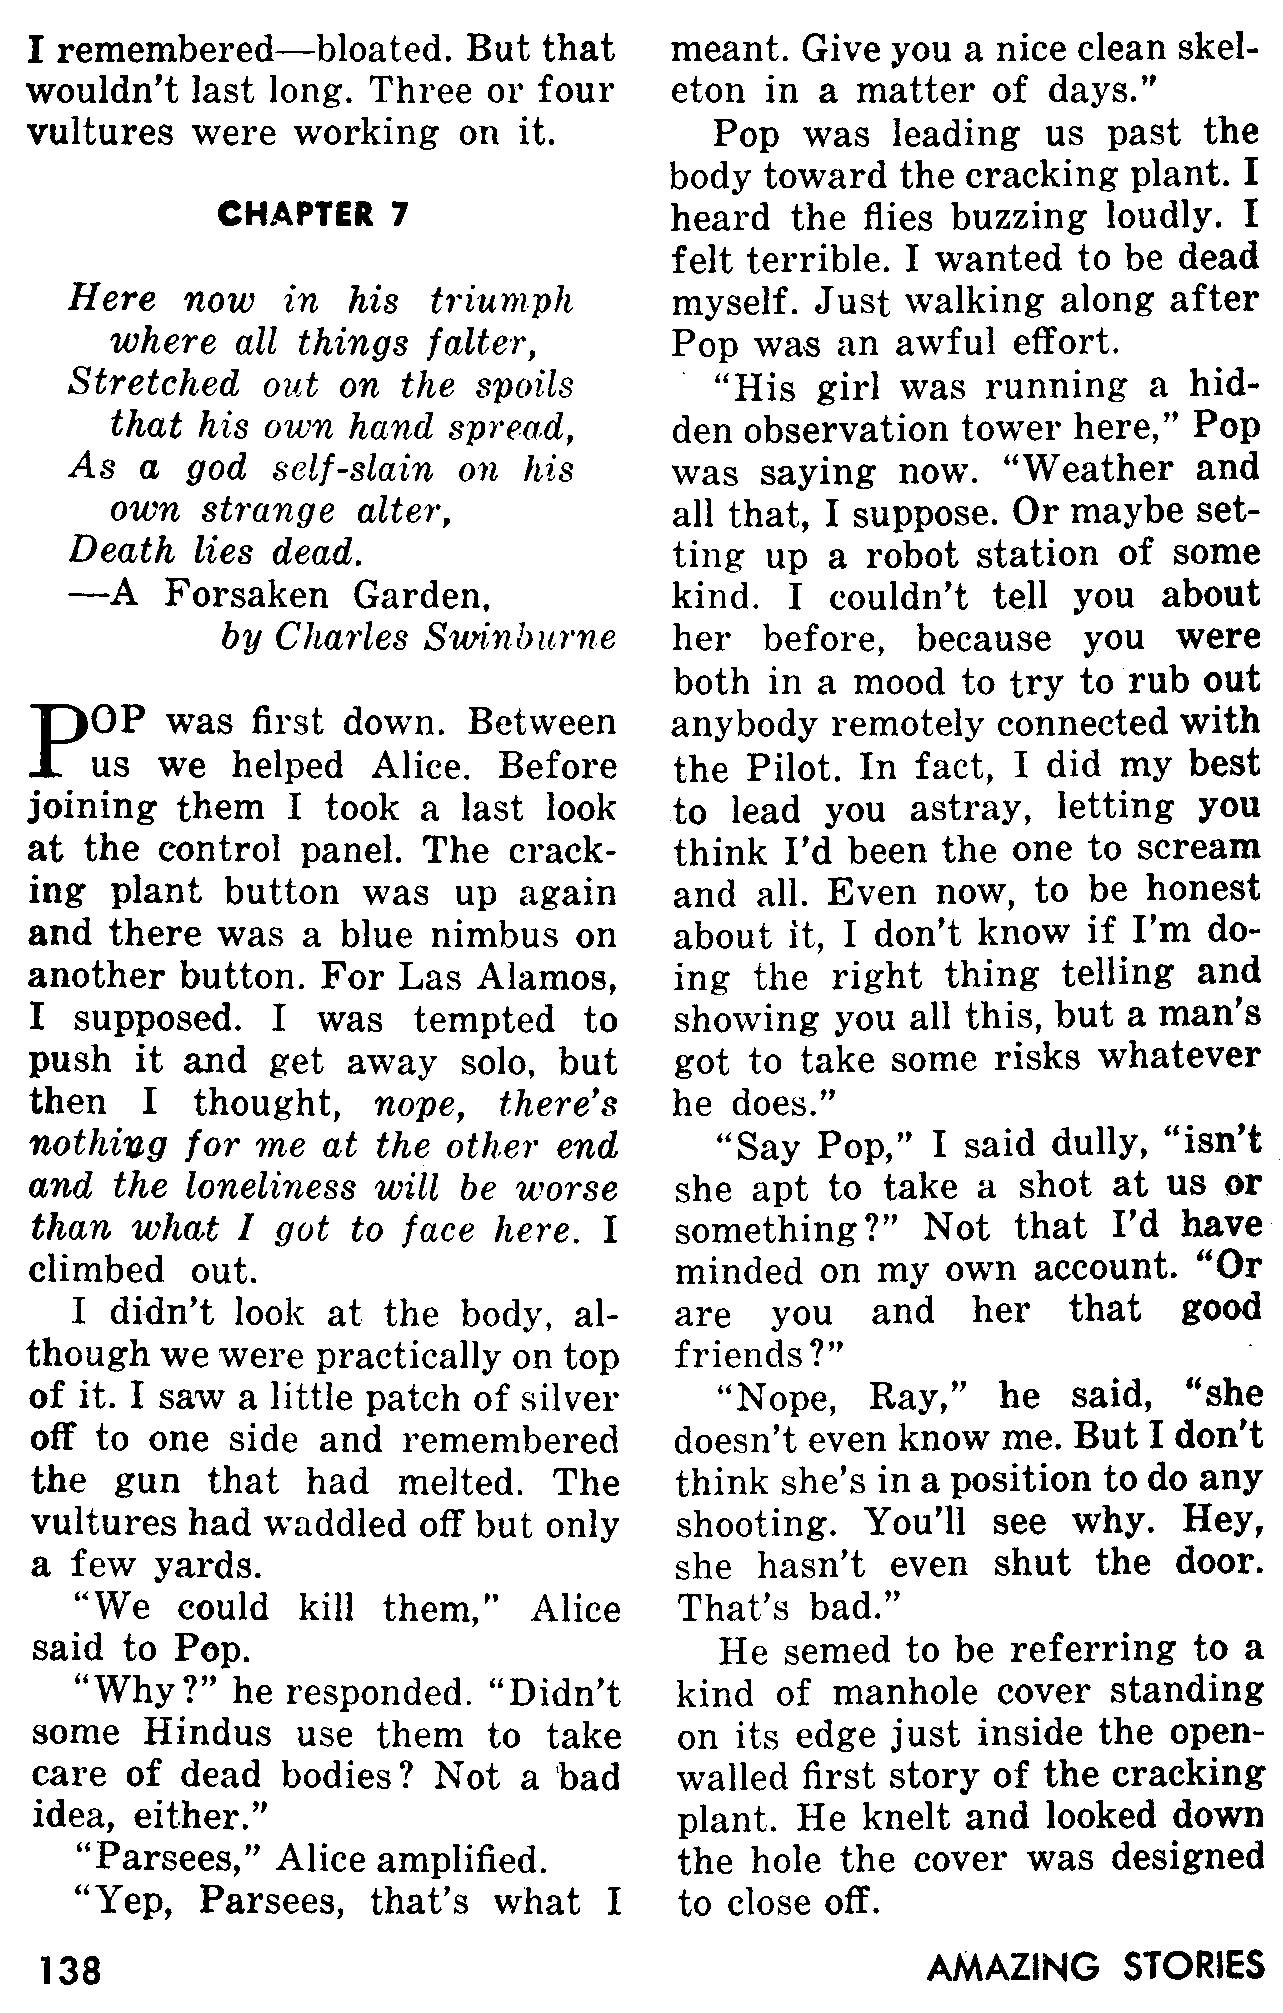 I remembered—bloated. But that
wouldn't last long. Three or four
vultures were working on it.
CHAPTER 7
Here now in his triumph
where all things falter,
Stretched out on the spoils
that his own hand spread,
As a god self-slain on his
own strange alter,
Death lies dead.
—A Forsaken Garden,
by Charles Swinburne
POP was first down. Between
us we helped Alice. Before
joining them I took a last look
at the control panel. The crack-
ing plant button was up again
and there was a blue nimbus on
another button. For Las Alamos,
I supposed. I was tempted to
push it and get away solo, but
then I thought, nope, there's
nothing for me at the other end
and the loneliness will be worse
than what I got to face here. I
climbed out.
I didn't look at the body, al-
though we were practically on top
of it. I saw a little patch of silver
off to one side and remembered
the gun that had melted. The
vultures had waddled off but only
a few yards.
"We could kill them," Alice
said to Pop.
"Why?" he responded. "Didn't
some Hindus use them to take
care of dead bodies? Not a bad
idea, either."
"Parsees," Alice amplified.
"Yep, Parsees, that's what I
meant. Give you a nice clean skel-
eton in a matter of days."
Pop was leading us past the
body toward the cracking plant. I
heard the flies buzzing loudly. I
felt terrible. I wanted to be dead
myself. Just walking along after
Pop was an awful effort.
"His girl was running a hid-
den observation tower here," Pop
was saying now. "Weather and
all that, I suppose. Or maybe set-
ting up a robot station of some
kind. I couldn't tell you about
her before, because you were
both in a mood to try to rub out
anybody remotely connected with
the Pilot. In fact, I did my best
to lead you astray, letting you
think I'd been the one to scream
and all. Even now, to be honest
about it, I don't know if I'm do-
ing the right thing telling and
showing you all this, but a man's
got to take some risks whatever
he does."
"Say Pop," I said dully, "isn't
she apt to take a shot at us or
something?" Not that I'd have
minded on my own account. "Or
are you and her that good
friends?"
"Nope, Ray," he said, "she
doesn't even know me. But I don't
think she's in a position to do any
shooting. You'll see why. Hey,
she hasn't even shut the door.
That's bad."
He semed to be referring to a
kind of manhole cover standing
on its edge just inside the open-
walled first story of the cracking
plant. He knelt and looked down
the hole the cover was designed
to close off.
138
AMAZING STORIES